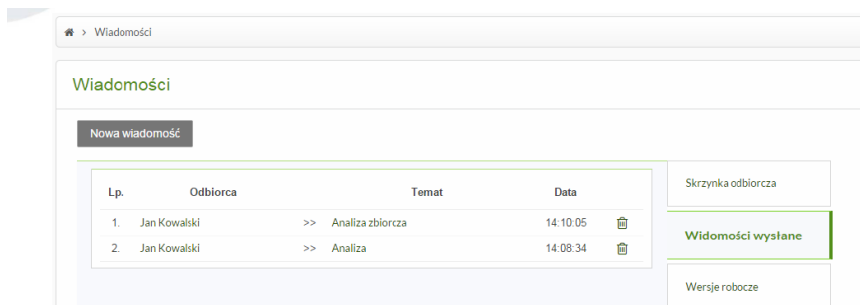 > Wiadomości
Wiadomości
Nowa wiadomość
Lp. Odbiorca Temat Data
1. Jan Kowalski >> Analiza zbiorcza 14:10:05
2. Jan Kowalski >> Analiza 14:08:34
Skrzynka odbiorcza
Widomości wysłane
Wersje robocze